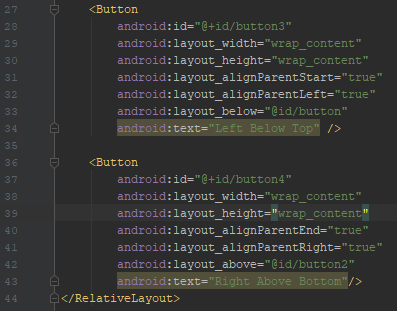 27 <Button
28 android:id="@+id/button3"
29 android:layout_width="wrap_content"
30 android:layout_height="wrap_content"
31 android:layout_alignParentStart="true"
32 android:layout_alignParentLeft="true"
33 android:layout_below="@id/button"
34 android:text="Left Below Top" />
35
36 <Button
37 android:id="@+id/button4"
38 android:layout_width="wrap_content"
39 android:layout_height="wrap_content"
40 android:layout_alignParentEnd="true"
41 android:layout_alignParentRight="true"
42 android:layout_above="@id/button2"
43 android:text="Right Above Bottom"/>
44 </RelativeLayout>